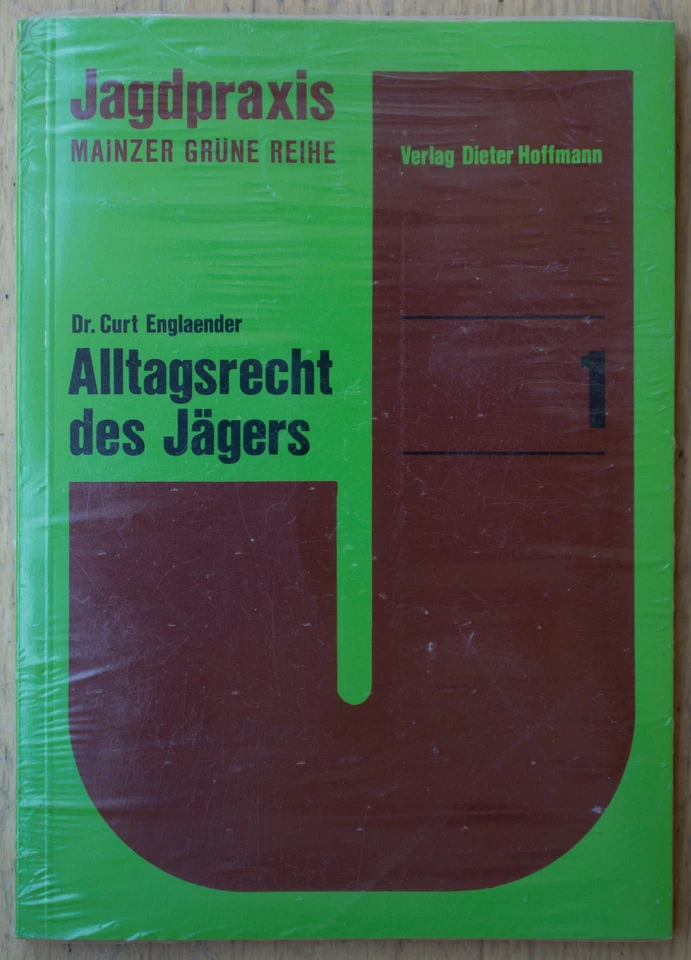 Jagdpraxis
MAINZER GRÜNE REIHE
Verlag Dieter Hoffmann
Dr. Curt Englaender
Alltagsrecht
des Jägers
1